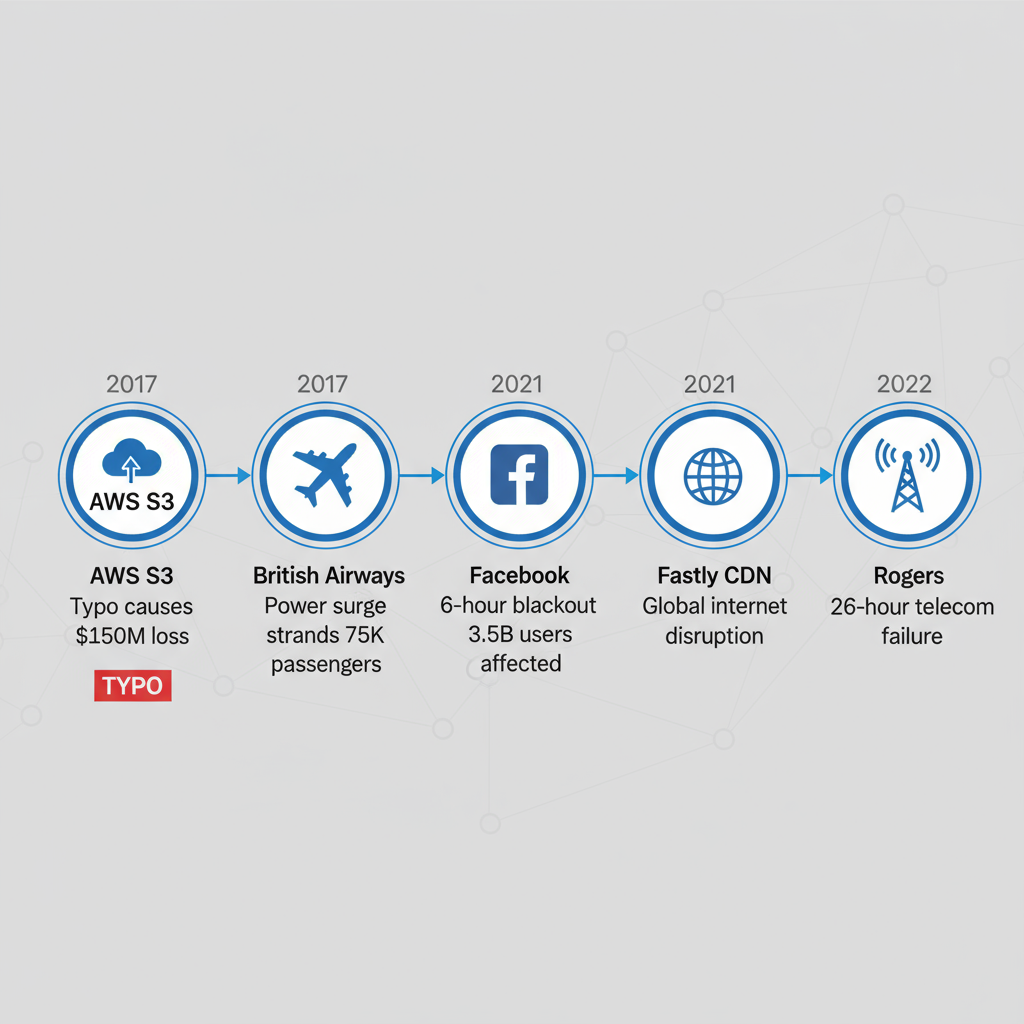 2017
2017
2021
2021
2022
AWS S3
AWS S3
Typo causes
$150M loss
TYPO
British Airways
Power surge
strands 75K
passengers
Facebook
6-hour blackout
3.5B users
affected
Fastly CDN
Global internet
disruption
Rogers
26-hour telecom
failure